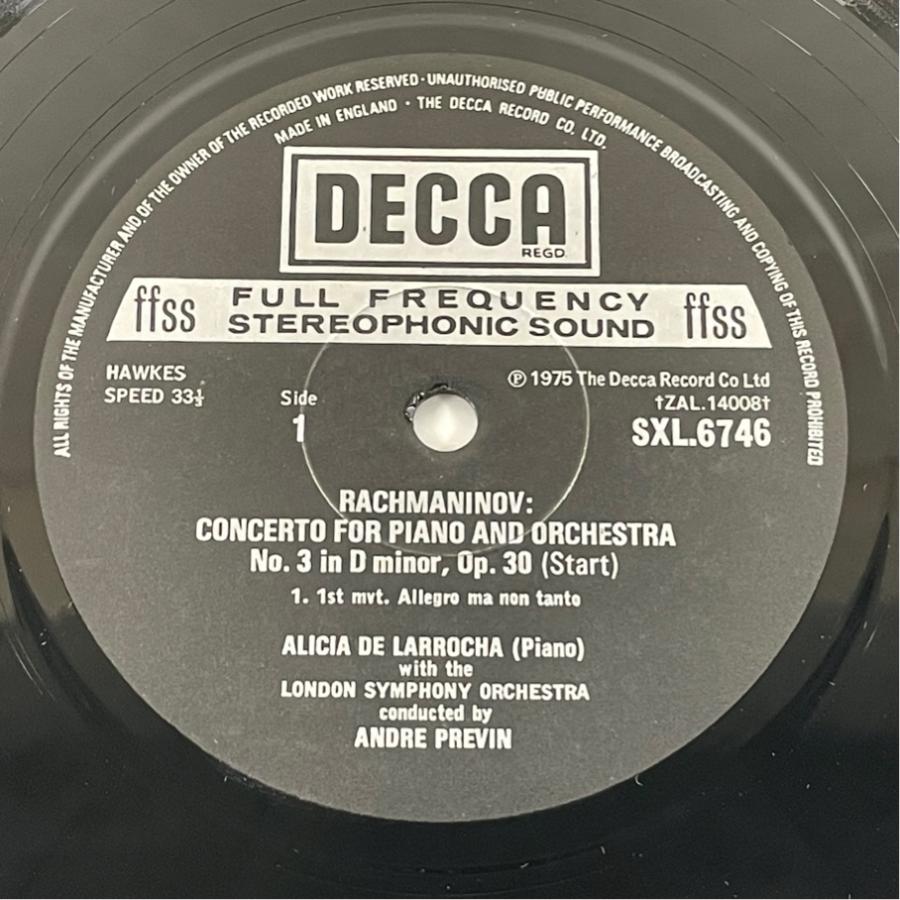 ALL RIGHTS OF THE MANUFACTURER AND OF THE OWNER OF THE RECORDED WORK RESERVED · UNAUTHORISED PUBLIC PERFORMANCE BROADCASTING AND COPYING OF THIS RECORD PROHIBITED
MADE IN ENGLAND · THE DECCA RECORD CO. LTD.
DECCA
REGD.
ffss FULL FREQUENCY ffss
STEREOPHONIC SOUND
HAWKES
SPEED 33⅓
Side
1
℗ 1975 The Decca Record Co Ltd
†ZAL.14008†
SXL.6746
RACHMANINOV:
CONCERTO FOR PIANO AND ORCHESTRA
No. 3 in D minor, Op. 30 (Start)
1. 1st mvt. Allegro ma non tanto
ALICIA DE LARROCHA (Piano)
with the
LONDON SYMPHONY ORCHESTRA
conducted by
ANDRE PREVIN